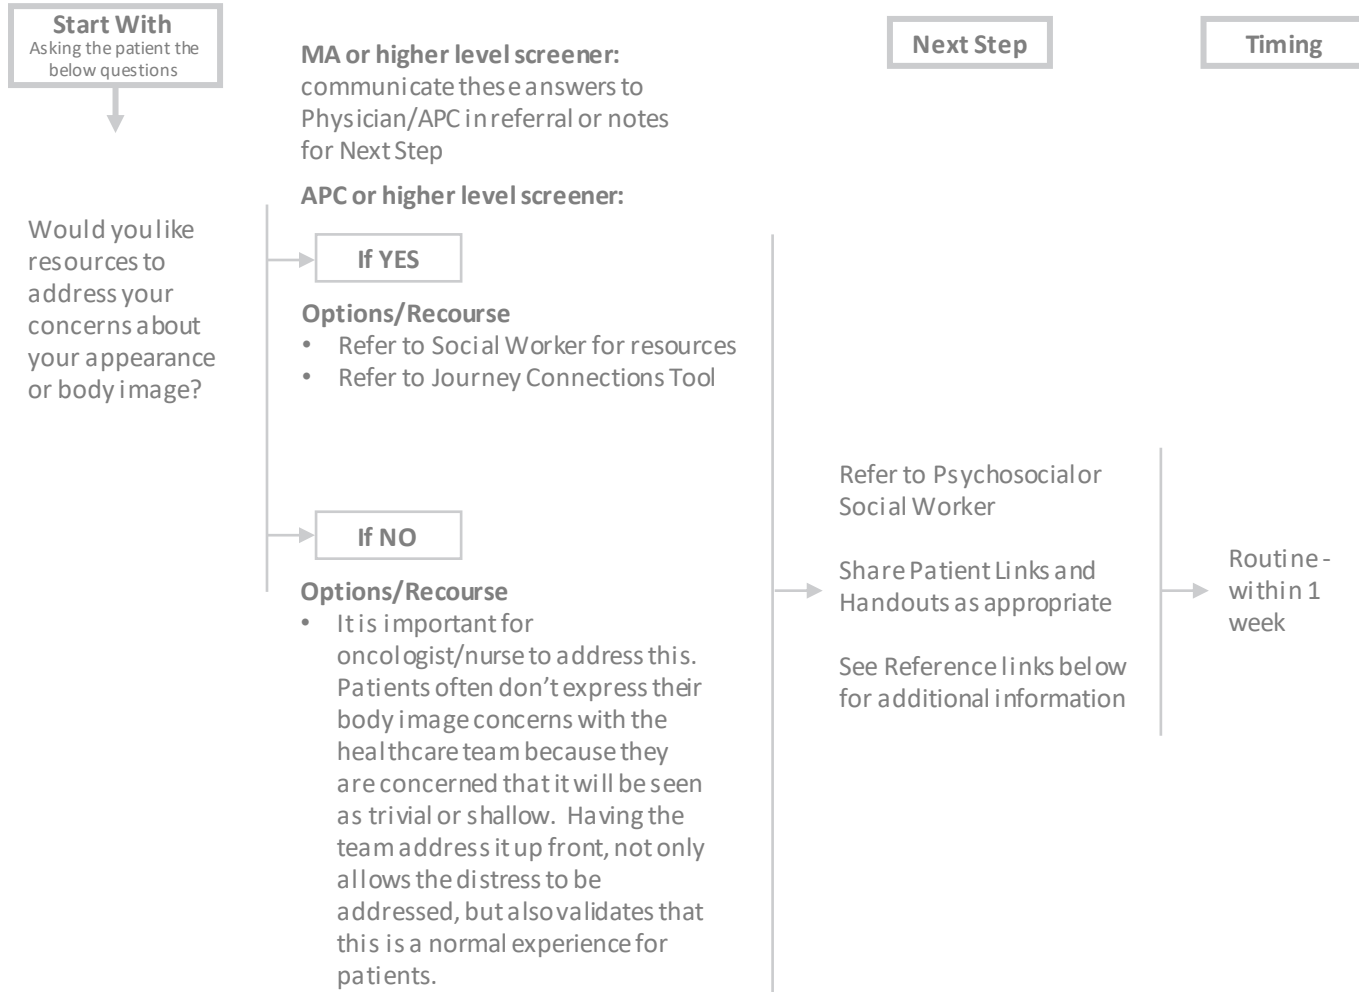 Start With
Asking the patient the
below questions
MA or higher level screener:
communicate these answers to
Physician/APC in referral or notes
for Next Step
APC or higher level screener:
Next Step
Timing
Would you like
resources to
address your
concerns about
your appearance
or body image?
If YES
Options/Recourse
• Refer to Social Worker for resources
• Refer to Journey Connections Tool
If NO
Options/Recourse
• It is important for
oncologist/nurse to address this.
Patients often don’t express their
body image concerns with the
healthcare team because they
are concerned that it will be seen
as trivial or shallow. Having the
team address it up front, not only
allows the distress to be
addressed, but also validates that
this is a normal experience for
patients.
Refer to Psychosocial or
Social Worker
Share Patient Links and
Handouts as appropriate
See Reference links below
for additional information
Routine -
within 1
week